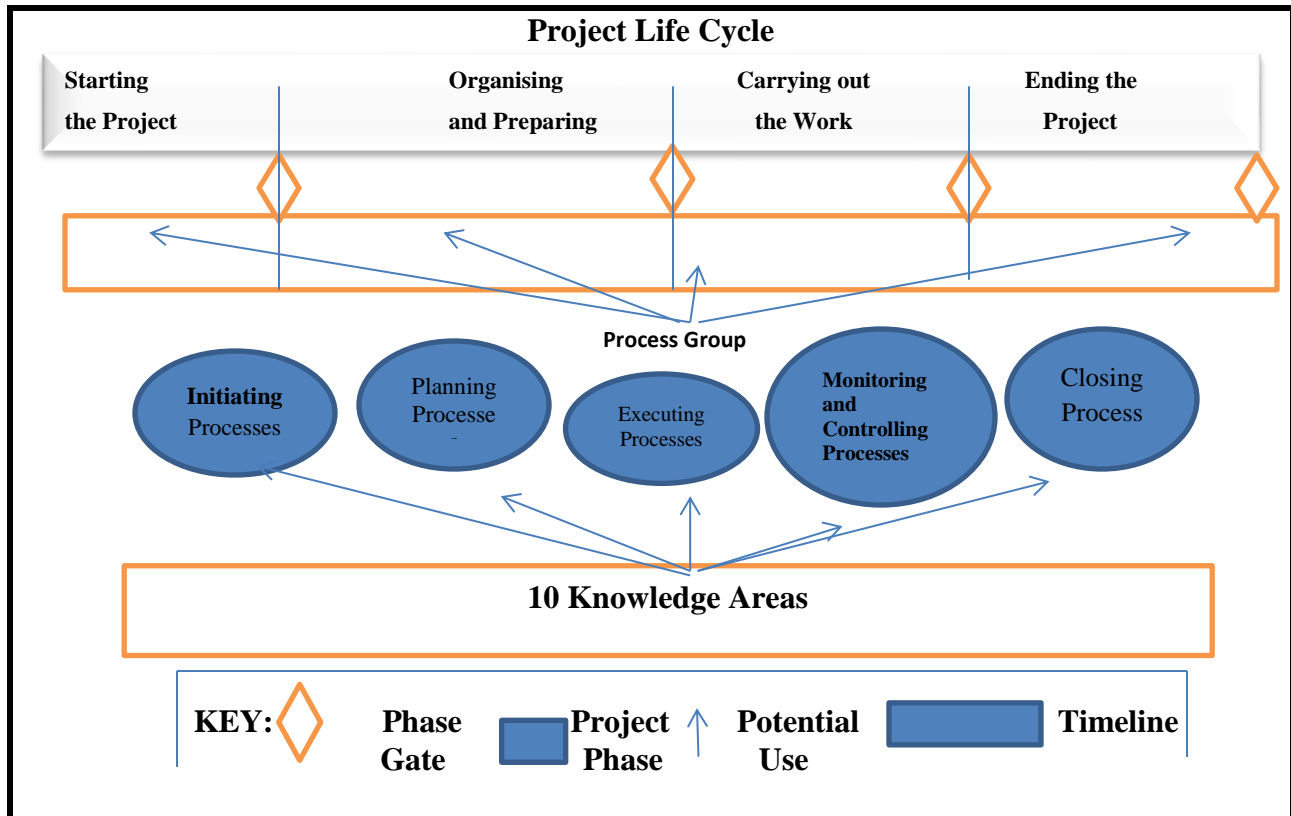 Project Life Cycle
Starting
the Project
Organising
and Preparing
Carrying out
the Work
Ending the
Project
Process Group
Initiating
Processes
Planning
Processe
Executing
Processes
Monitoring
and
Controlling
Processes
Closing
Process
10 Knowledge Areas
KEY:
Phase
Gate
Project
Phase
Potential
Use
Timeline